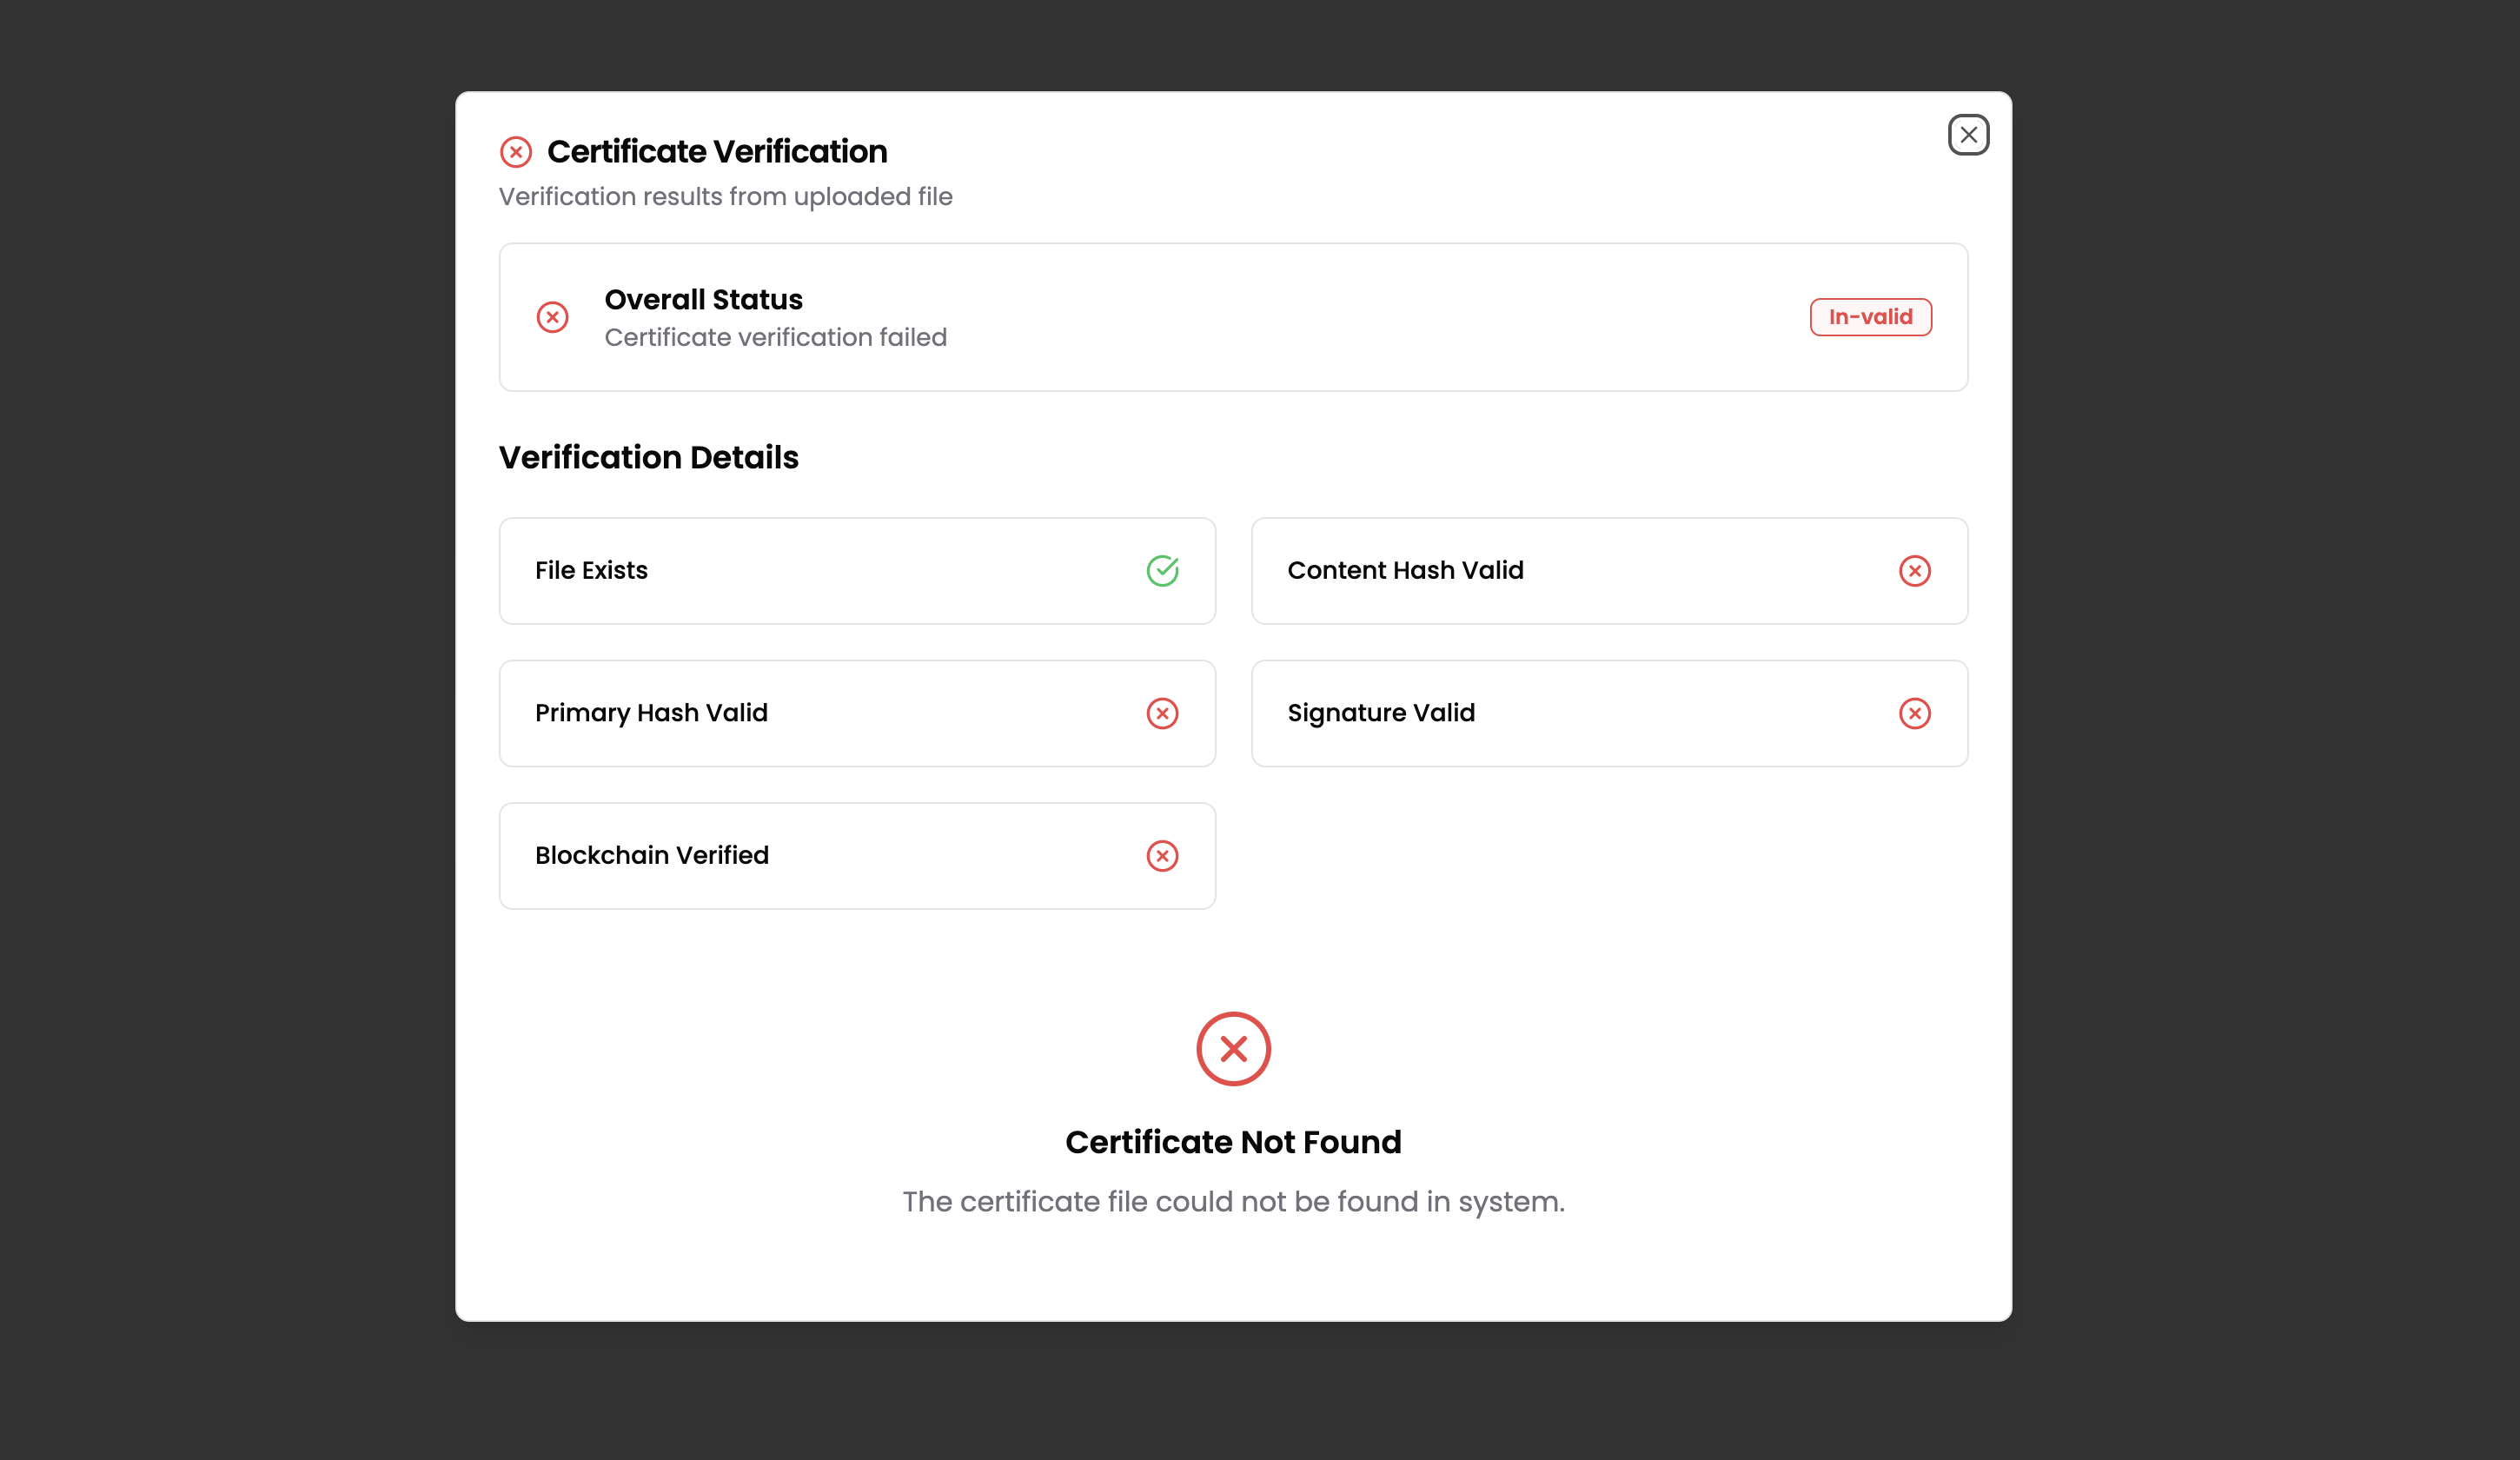 Certificate Verification
Verification results from uploaded file
Overall Status
Certificate verification failed
In-valid
Verification Details
File Exists
Content Hash Valid
Primary Hash Valid
Signature Valid
Blockchain Verified
Certificate Not Found
The certificate file could not be found in system.